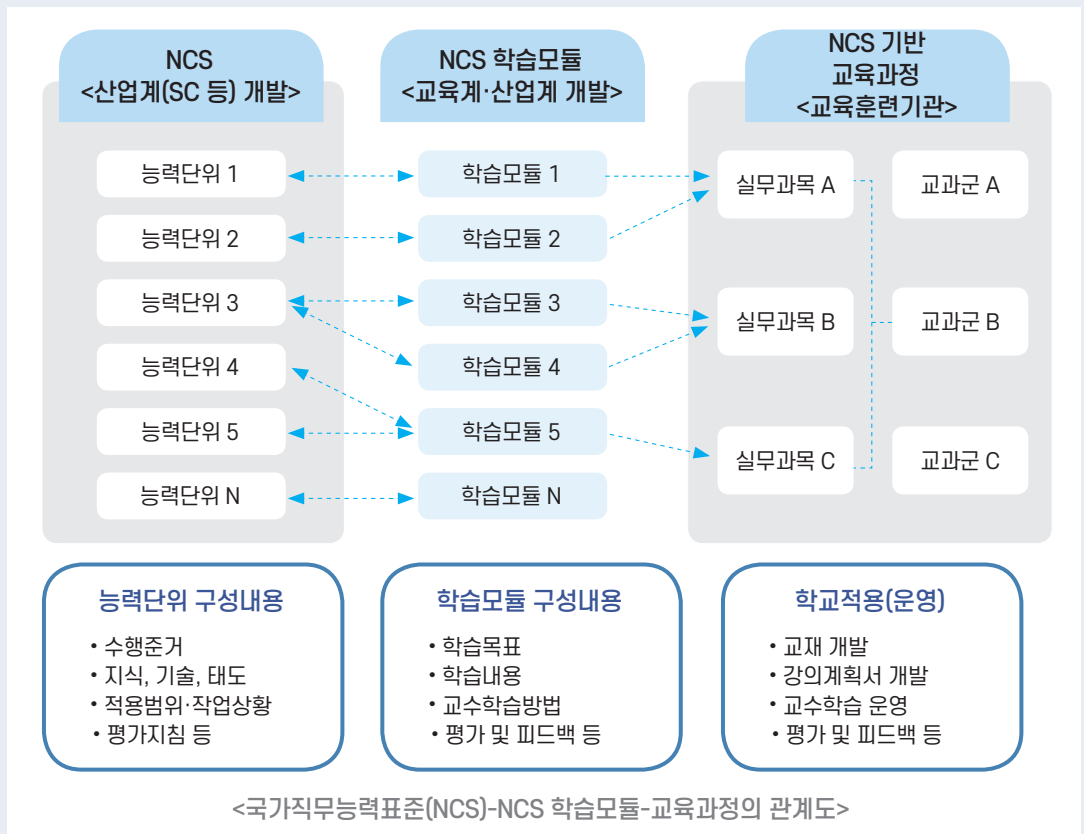 NCS
<산업계(SC 등) 개발>
NCS 학습모듈
<교육계·산업계 개발>
NCS 기반
교육과정
<교육훈련기관>
능력단위 1
능력단위 2
능력단위 3
능력단위 4
능력단위 5
능력단위 N
학습모듈 1
학습모듈 2
학습모듈 3
학습모듈 4
학습모듈 5
학습모듈 N
실무과목 A
실무과목 B
실무과목 C
교과군 A
교과군 B
교과군 C
능력단위 구성내용
• 수행준거
• 지식, 기술, 태도
• 적용범위·작업상황
• 평가지침 등
학습모듈 구성내용
• 학습목표
• 학습내용
• 교수학습방법
• 평가 및 피드백 등
학교적용(운영)
• 교재 개발
• 강의계획서 개발
• 교수학습 운영
• 평가 및 피드백 등
<국가직무능력표준(NCS)-NCS 학습모듈-교육과정의 관계도>